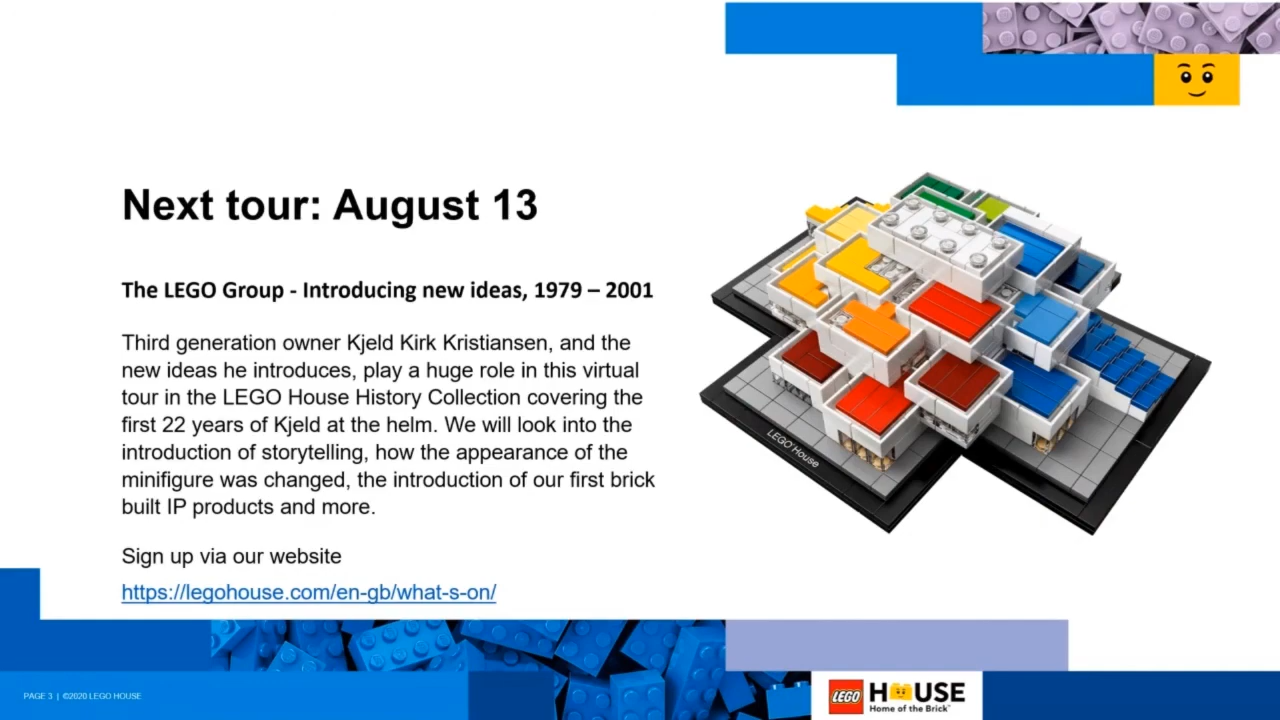 Next tour: August 13
The LEGO Group - Introducing new ideas, 1979 – 2001
Third generation owner Kjeld Kirk Kristiansen, and the
new ideas he introduces, play a huge role in this virtual
tour in the LEGO House History Collection covering the
first 22 years of Kjeld at the helm. We will look into the
introduction of storytelling, how the appearance of the
minifigure was changed, the introduction of our first brick
built IP products and more.
Sign up via our website
https://legohouse.com/en-gb/what-s-on/
LEGO House
PAGE 3 | ©2020 LEGO HOUSE
LEGO HOUSE
Home of the Brick™